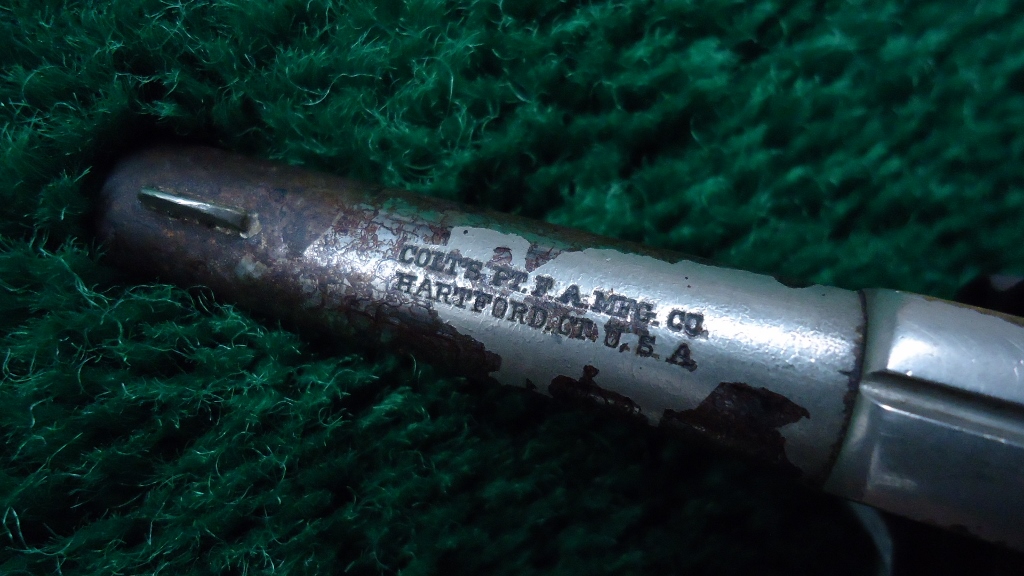 COLT'S PT. F. A. MFG. CO.
HARTFORD, CT. U.S.A.